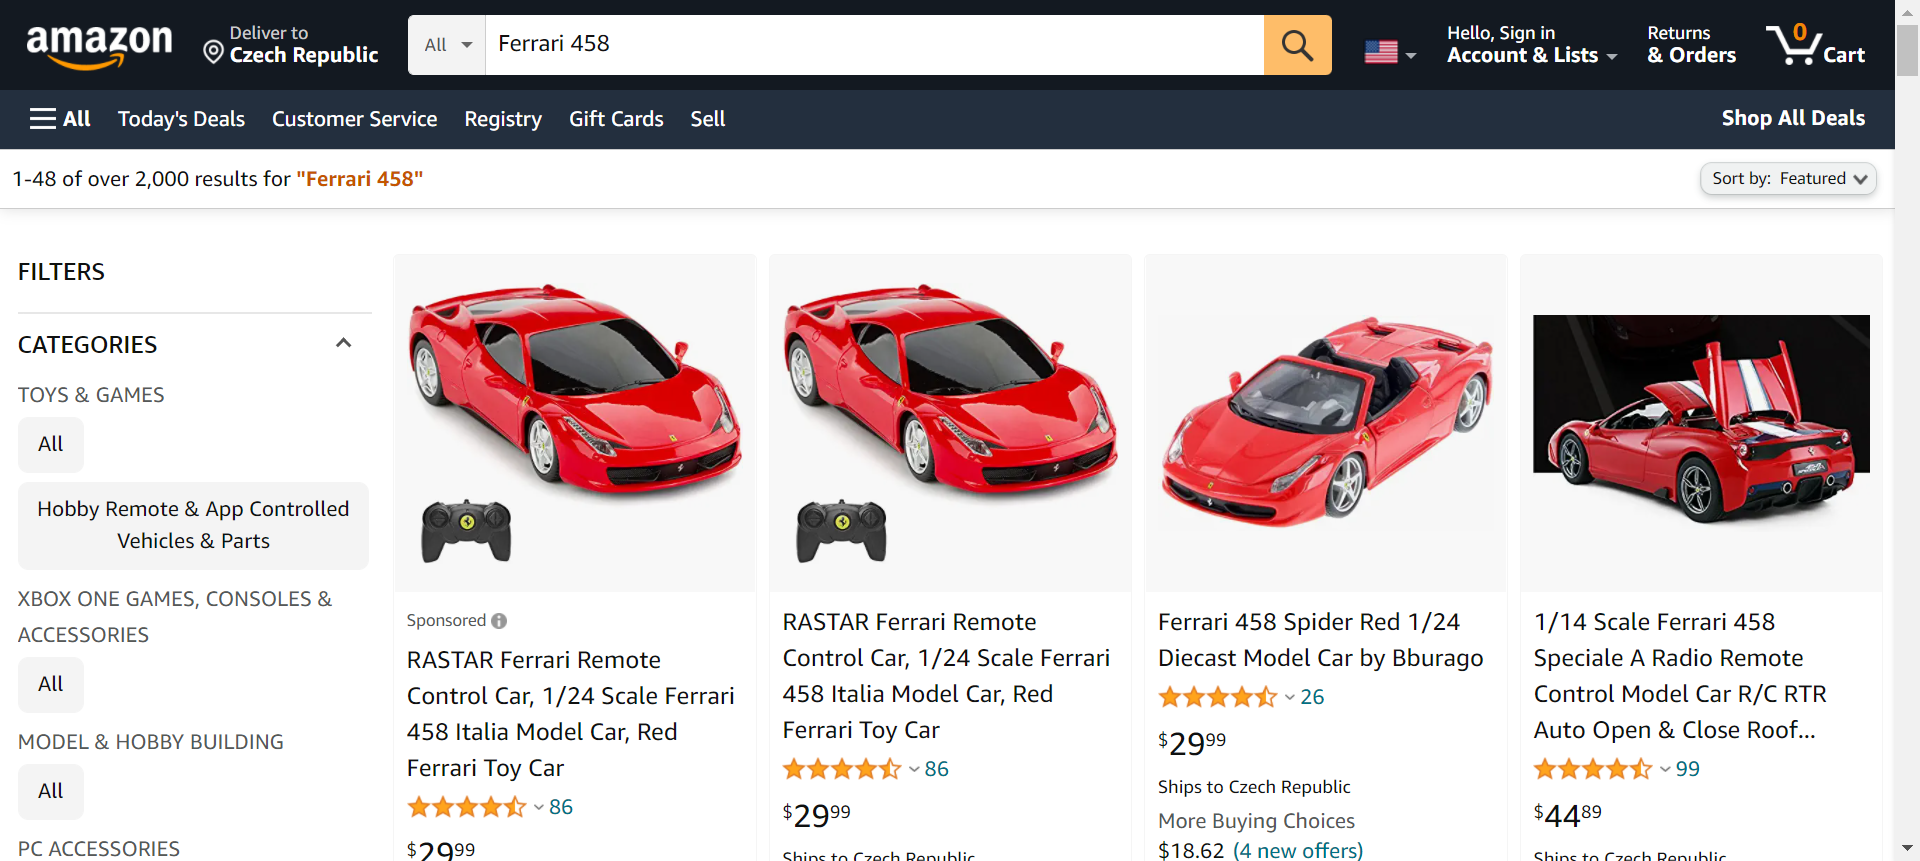 amazon
Deliver to
Czech Republic
All
Ferrari 458
Hello, Sign in
Account & Lists
Returns
& Orders
0
Cart
All
Today's Deals
Customer Service
Registry
Gift Cards
Sell
Shop All Deals
1-48 of over 2,000 results for "Ferrari 458"
Sort by: Featured
FILTERS
CATEGORIES
TOYS & GAMES
All
Hobby Remote & App Controlled
Vehicles & Parts
XBOX ONE GAMES, CONSOLES &
ACCESSORIES
All
MODEL & HOBBY BUILDING
All
PC ACCESSORIES
Sponsored
RASTAR Ferrari Remote
Control Car, 1/24 Scale Ferrari
458 Italia Model Car, Red
Ferrari Toy Car
86
$29.99
RASTAR Ferrari Remote
Control Car, 1/24 Scale Ferrari
458 Italia Model Car, Red
Ferrari Toy Car
86
$29.99
Ships to Czech Republic
Ferrari 458 Spider Red 1/24
Diecast Model Car by Bburago
26
$29.99
Ships to Czech Republic
More Buying Choices
$18.62 (4 new offers)
1/14 Scale Ferrari 458
Speciale A Radio Remote
Control Model Car R/C RTR
Auto Open & Close Roof...
99
$44.89
Ships to Czech Republic